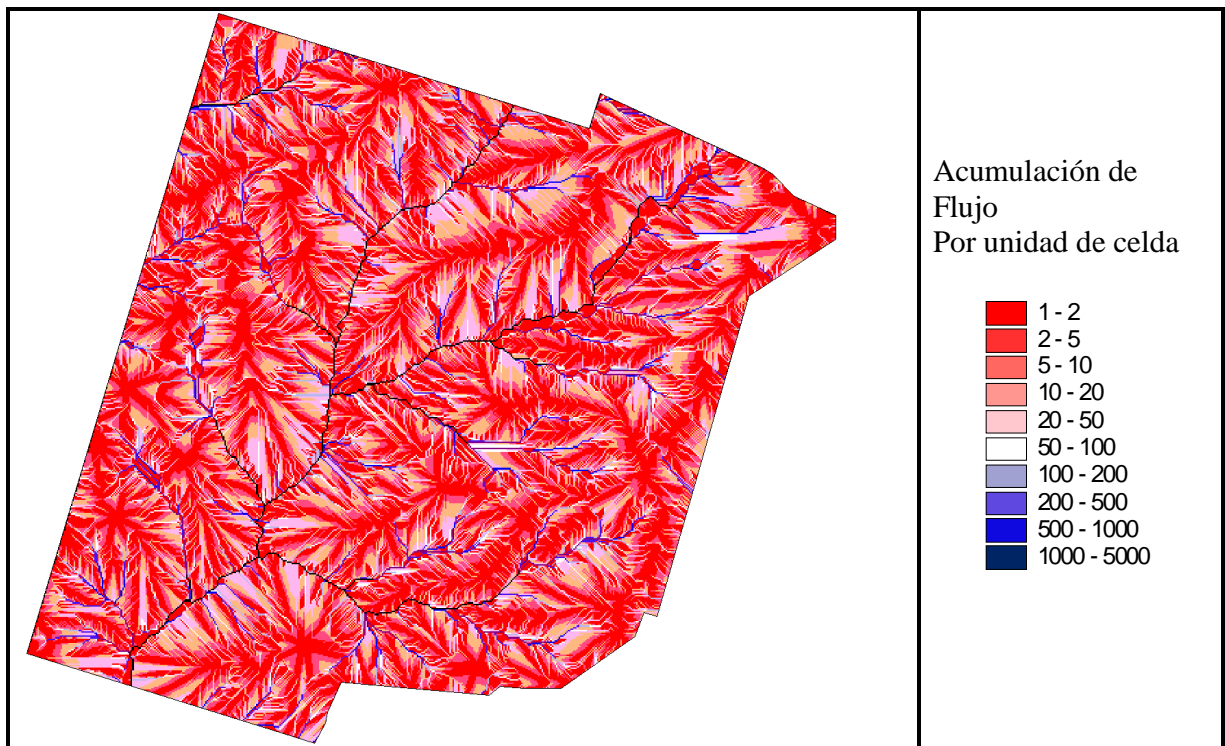 Acumulación de
Flujo
Por unidad de celda
1 - 2
2 - 5
5 - 10
10 - 20
20 - 50
50 - 100
100 - 200
200 - 500
500 - 1000
1000 - 5000